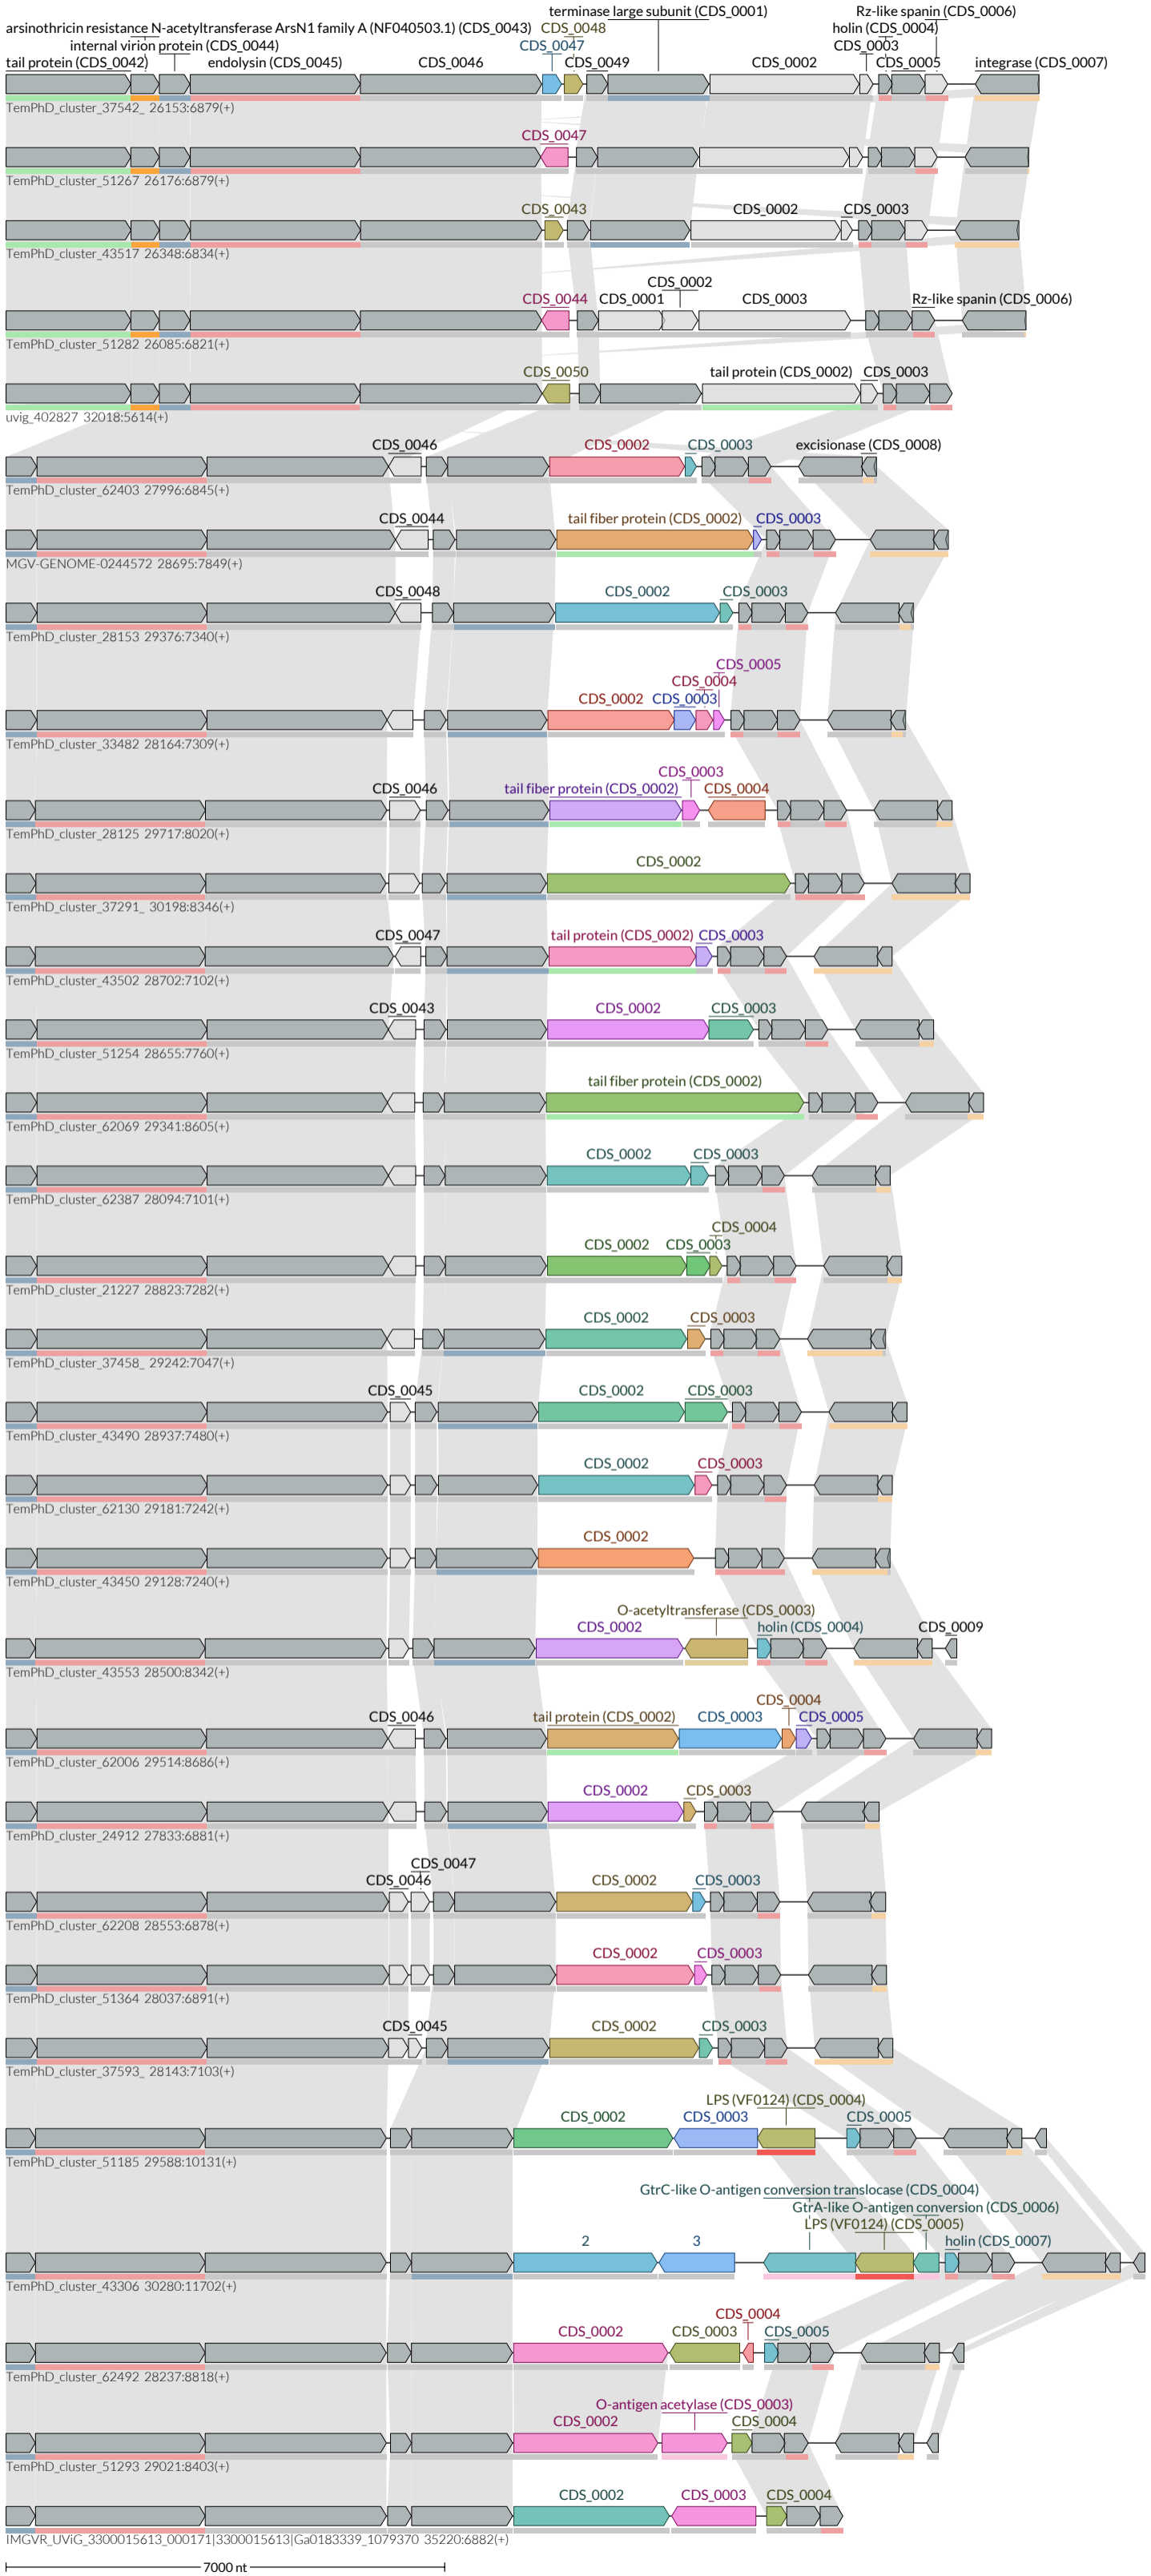 terminase large subunit (CDS_0001)
Rz-like spanin (CDS_0006)
arsinothricin resistance N-acetyltransferase ArsN1 family A (NF040503.1) (CDS_0043)
CDS_0048
holin (CDS_0004)
internal virion protein (CDS_0044)
CDS_0047
CDS_0003
tail protein (CDS_0042)
endolysin (CDS_0045)
CDS_0046
CDS_0049
CDS_0002
CDS_0005
integrase (CDS_0007)
TemPhD_cluster_37542_ 26153:6879(+)
CDS_0047
TemPhD_cluster_51267 26176:6879(+)
CDS_0043
CDS_0002
CDS_0003
TemPhD_cluster_43517 26348:6834(+)
CDS_0002
CDS_0044
CDS_0001
CDS_0003
Rz-like spanin (CDS_0006)
TemPhD_cluster_51282 26085:6821(+)
CDS_0050
tail protein (CDS_0002)
CDS_0003
uvig_402827 32018:5614(+)
CDS_0046
CDS_0002
CDS_0003
excisionase (CDS_0008)
TemPhD_cluster_62403 27996:6845(+)
CDS_0044
tail fiber protein (CDS_0002)
CDS_0003
MGV-GENOME-0244572 28695:7849(+)
CDS_0048
CDS_0002
CDS_0003
TemPhD_cluster_28153 29376:7340(+)
CDS_0005
CDS_0004
CDS_0002
CDS_0003
TemPhD_cluster_33482 28164:7309(+)
CDS_0003
CDS_0046
tail fiber protein (CDS_0002)
CDS_0004
TemPhD_cluster_28125 29717:8020(+)
CDS_0002
TemPhD_cluster_37291_ 30198:8346(+)
CDS_0047
tail protein (CDS_0002)
CDS_0003
TemPhD_cluster_43502 28702:7102(+)
CDS_0043
CDS_0002
CDS_0003
TemPhD_cluster_51254 28655:7760(+)
tail fiber protein (CDS_0002)
TemPhD_cluster_62069 29341:8605(+)
CDS_0002
CDS_0003
TemPhD_cluster_62387 28094:7101(+)
CDS_0004
CDS_0002
CDS_0003
TemPhD_cluster_21227 28823:7282(+)
CDS_0002
CDS_0003
TemPhD_cluster_37458_ 29242:7047(+)
CDS_0045
CDS_0002
CDS_0003
TemPhD_cluster_43490 28937:7480(+)
CDS_0002
CDS_0003
TemPhD_cluster_62130 29181:7242(+)
CDS_0002
TemPhD_cluster_43450 29128:7240(+)
O-acetyltransferase (CDS_0003)
CDS_0002
holin (CDS_0004)
CDS_0009
TemPhD_cluster_43553 28500:8342(+)
CDS_0004
CDS_0046
tail protein (CDS_0002)
CDS_0003
CDS_0005
TemPhD_cluster_62006 29514:8686(+)
CDS_0002
CDS_0003
TemPhD_cluster_24912 27833:6881(+)
CDS_0047
CDS_0046
CDS_0002
CDS_0003
TemPhD_cluster_62208 28553:6878(+)
CDS_0002
CDS_0003
TemPhD_cluster_51364 28037:6891(+)
CDS_0045
CDS_0002
CDS_0003
TemPhD_cluster_37593_ 28143:7103(+)
LPS (VF0124) (CDS_0004)
CDS_0002
CDS_0003
CDS_0005
TemPhD_cluster_51185 29588:10131(+)
GtrC-like O-antigen conversion translocase (CDS_0004)
GtrA-like O-antigen conversion (CDS_0006)
LPS (VF0124) (CDS_0005)
2
3
holin (CDS_0007)
TemPhD_cluster_43306 30280:11702(+)
CDS_0004
CDS_0002
CDS_0003
CDS_0005
TemPhD_cluster_62492 28237:8818(+)
O-antigen acetylase (CDS_0003)
CDS_0002
CDS_0004
TemPhD_cluster_51293 29021:8403(+)
CDS_0002
CDS_0003
CDS_0004
IMGVR_UViG_3300015613_000171|3300015613|Ga0183339_1079370 35220:6882(+)
7000 nt